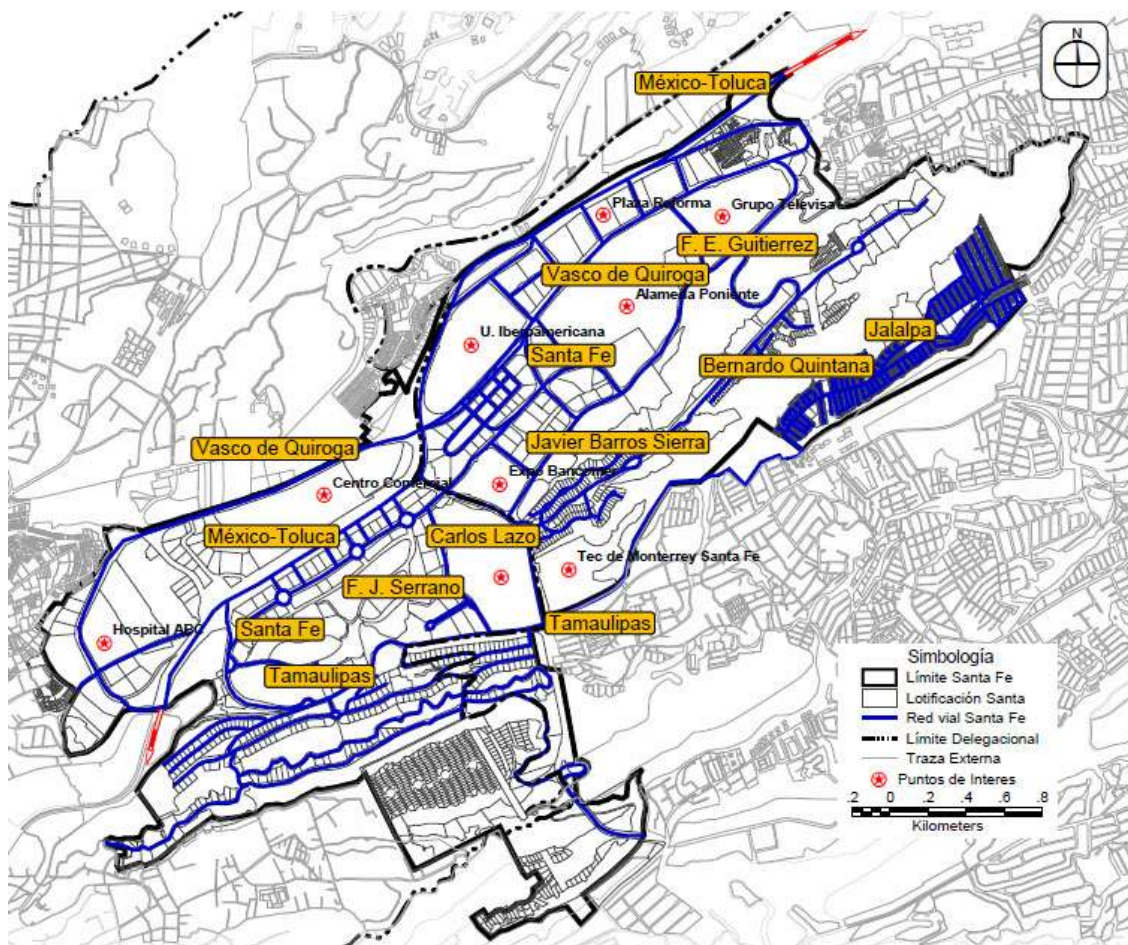 N
México-Toluca
Plaza Reforma
Grupo Televisa
F. E. Guitierrez
Vasco de Quiroga
Alameda Poniente
U. Iberoamericana
Jalalpa
Santa Fe
Bernardo Quintana
Vasco de Quiroga
Javier Barros Sierra
Expo Bancomer
Centro Comercial
México-Toluca
Carlos Lazo
Tec de Monterrey Santa Fe
F. J. Serrano
Tamaulipas
Hospital ABC
Santa Fe
Tamaulipas
Simbología
Límite Santa Fe
Lotificación Santa
Red vial Santa Fe
Límite Delegacional
Traza Externa
Puntos de Interes
.2 0 .2 .4 .6 .8
Kilometers